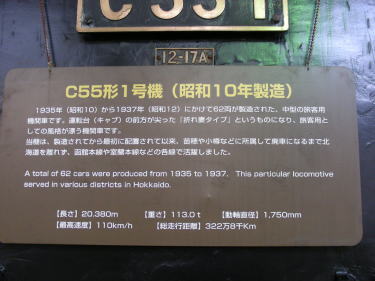 C55 1
12-17A
C55形1号機（昭和10年製造）
1935年（昭和10）から1937年（昭和12）にかけて62両が製造された、中型の旅客用
機関車です。運転台（キャブ）の前方が尖った「折れ妻タイプ」というものになり、旅客用と
しての風格が漂う機関車です。
当機は、製造されてから最初に配置されて以来、苗穂や小樽などに所属して廃車になるまで北
海道を離れず、函館本線や室蘭本線などの各線で活躍しました。
A total of 62 cars were produced from 1935 to 1937. This particular locomotive
served in various districts in Hokkaido.
【長さ】20.380m 【重さ】113.0t 【動軸直径】1,750mm
【最高速度】110km/h 【総走行距離】322万8千Km